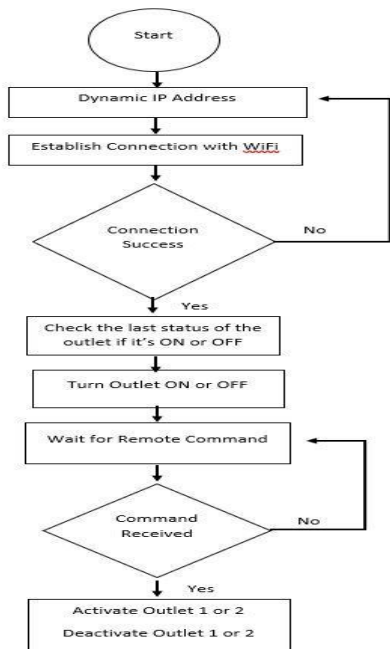 Start
Dynamic IP Address
Establish Connection with WiFi
Connection
Success
No
Yes
Check the last status of the
outlet if it's ON or OFF
Turn Outlet ON or OFF
Wait for Remote Command
Command
Received
No
Yes
Activate Outlet 1 or 2
Deactivate Outlet 1 or 2